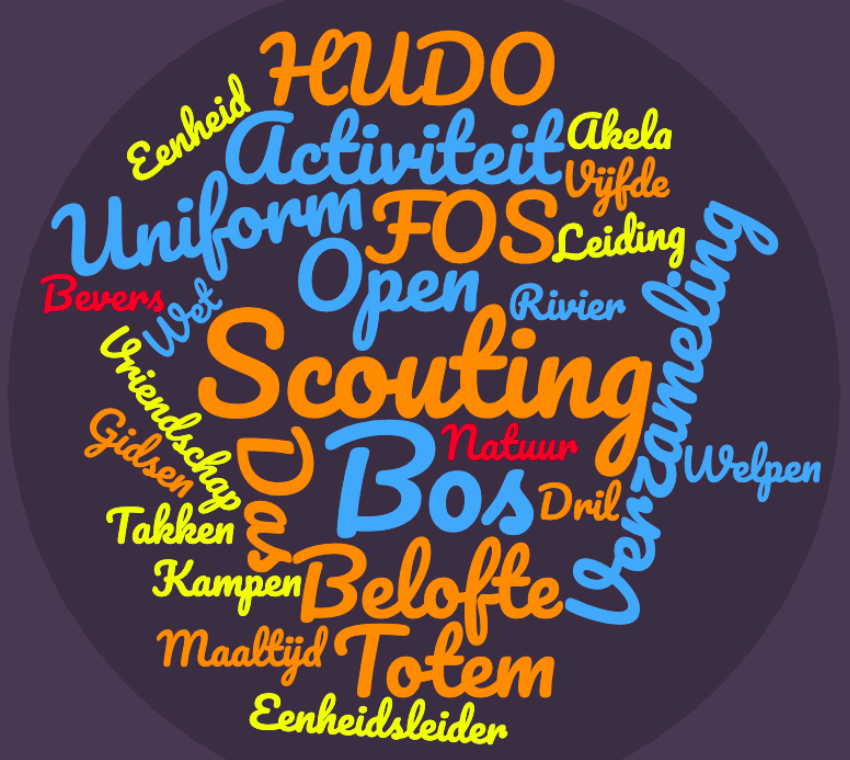 HUDO
Eenheid
Activiteit
Akela
Vijfde
Uniform
FOS
Leiding
Verzameling
Open
Bevers
Wet
Rivier
Scouting
Vriendschap
Gidsen
Das
Bos
Natuur
Welpen
Dril
Takken
Kampen
Belofte
Maaltijd
Totem
Eenheidsleider